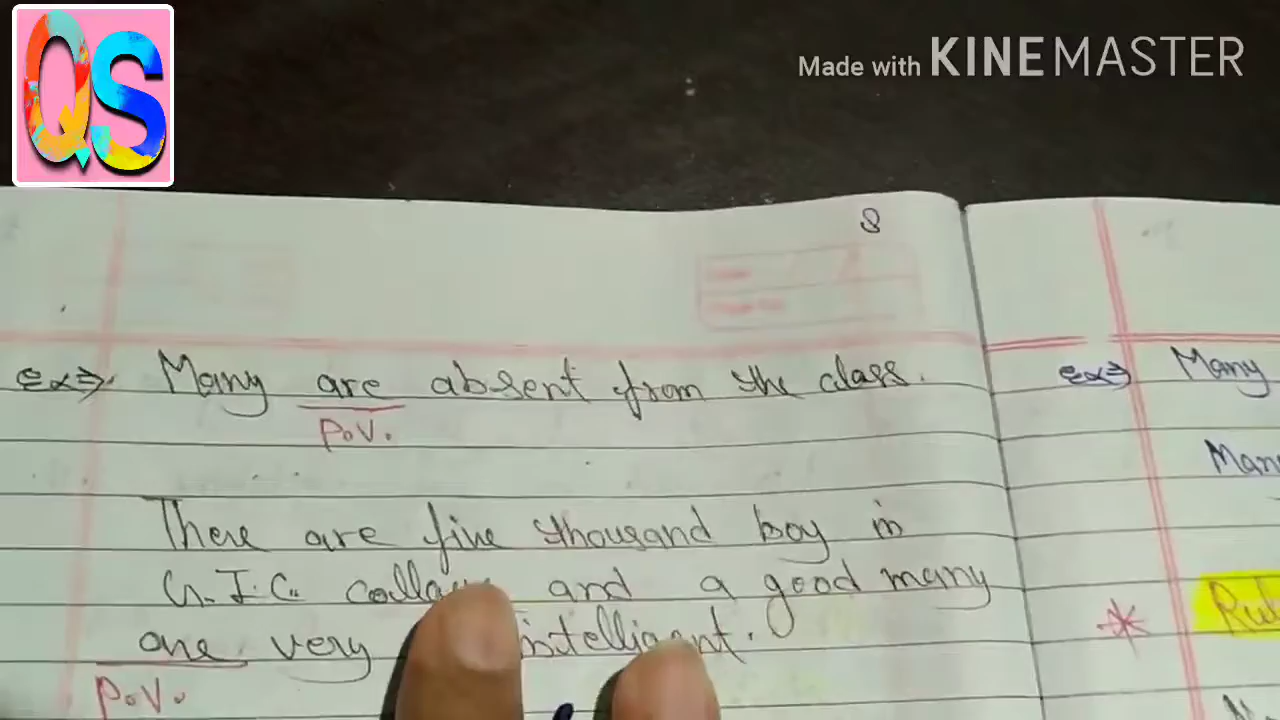 QS
Made with KINEMASTER
8
ex⇒ Many are absent from the class.
P.V.
There are five thousand boy in
G.I.C. and a good many
are very intelligent.
P.V.
ex⇒ Many